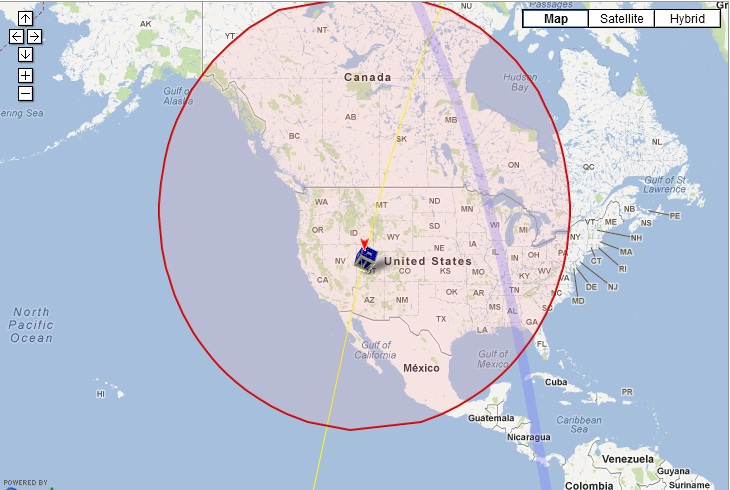 Passages
NU
Gr
Map
Satellite
Hybrid
AK
YT
NT
Canada
Hudson
Bay
Gulf of
Alaska
ering Sea
AB
SK
MB
BC
ON
NL
QC
Gulf of St
Lawrence
WA
MT
ND
MN
NB
PE
YT
ME
NS
OR
ID
SD
WI
NY
NH
WY
MA
IA
CT
RI
NE
United States
IL
IN
OH
PA
NV
CO
KS
MO
KY
WV
VA
DE
NJ
CA
MD
AZ
NM
OK
AR
TN
NC
MS
AL
SC
TX
LA
GA
North
Pacific
Ocean
FL
Gulf of
California
Gulf of
Mexico
México
Cuba
HI
PR
Guatemala
Caribbean
Sea
Nicaragua
Venezuela
Guyana
POWERED BY
Colombia
Suriname